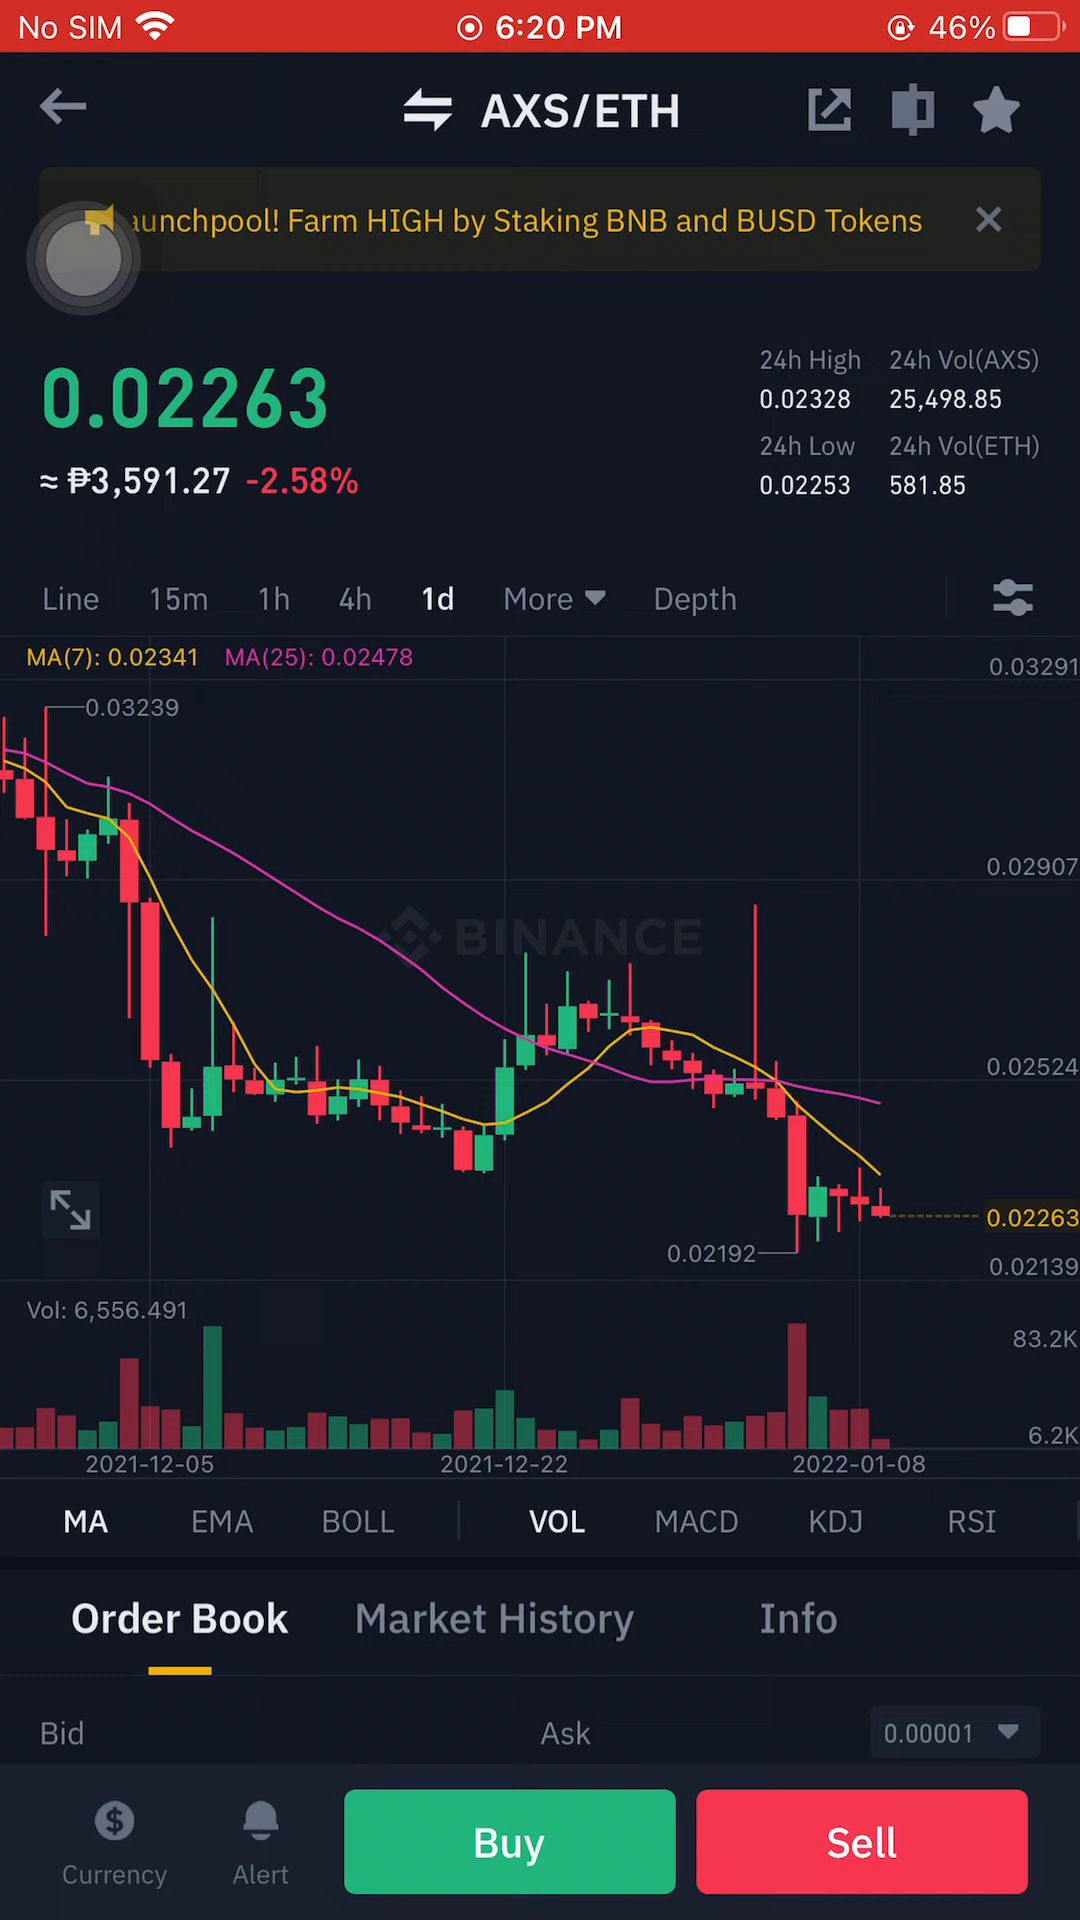 No SIM 6:20 PM 46%
AXS/ETH
aunchpool! Farm HIGH by Staking BNB and BUSD Tokens
0.02263
≈ ₱3,591.27 -2.58%
24h High 24h Vol(AXS)
0.02328 25,498.85
24h Low 24h Vol(ETH)
0.02253 581.85
Line 15m 1h 4h 1d More Depth
MA(7): 0.02341 MA(25): 0.02478
0.03291
0.03239
0.02907
BINANCE
0.02524
0.02263
0.02192
0.02139
Vol: 6,556.491
83.2K
6.2K
2021-12-05 2021-12-22 2022-01-08
MA EMA BOLL VOL MACD KDJ RSI
Order Book Market History Info
Bid Ask 0.00001
Currency Alert Buy Sell